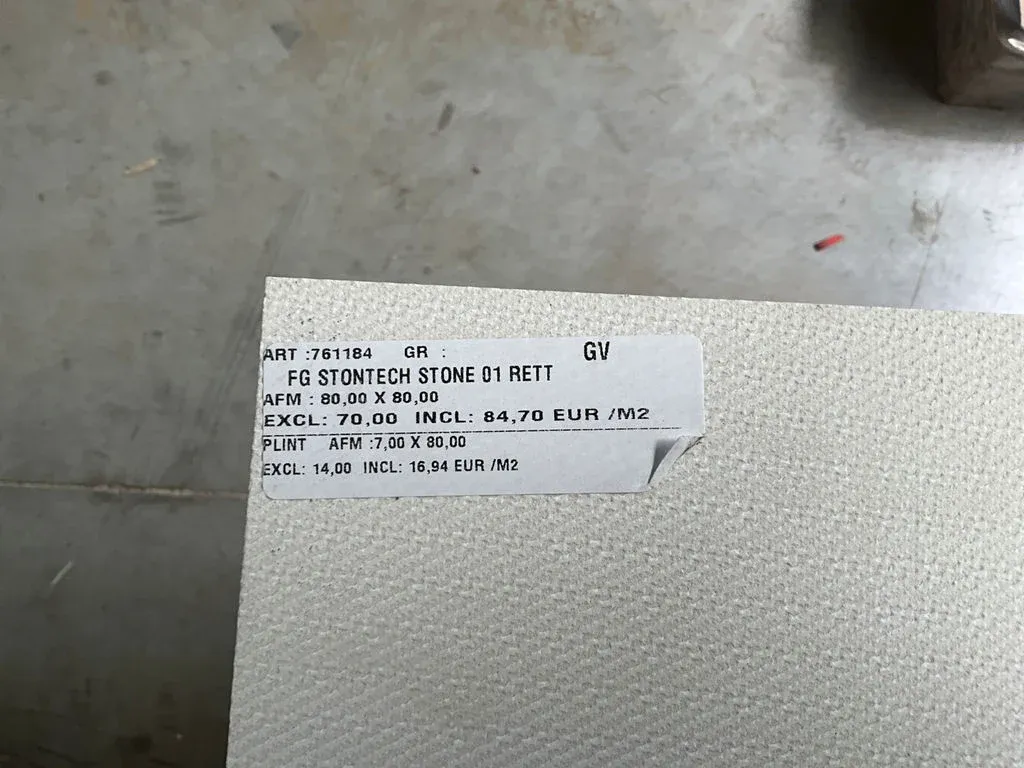 ART :761184 GR : GV
FG STONTECH STONE 01 RETT
AFM : 80,00 X 80,00
EXCL: 70,00 INCL: 84,70 EUR /M2
PLINT AFM :7,00 X 80,00
EXCL: 14,00 INCL: 16,94 EUR /M2